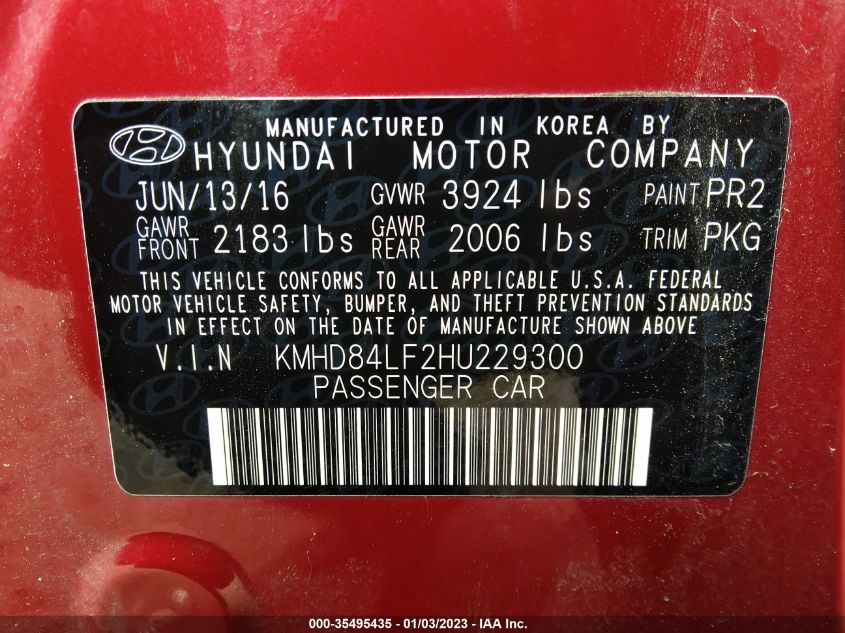 MANUFACTURED IN KOREA BY
HYUNDAI MOTOR COMPANY
JUN/13/16 GVWR 3924 lbs PAINT PR2
GAWR FRONT 2183 lbs GAWR REAR 2006 lbs TRIM PKG
THIS VEHICLE CONFORMS TO ALL APPLICABLE U.S.A. FEDERAL
MOTOR VEHICLE SAFETY, BUMPER, AND THEFT PREVENTION STANDARDS
IN EFFECT ON THE DATE OF MANUFACTURE SHOWN ABOVE
V.I.N KMHD84LF2HU229300
PASSENGER CAR
000-35495435 - 01/03/2023 - IAA Inc.